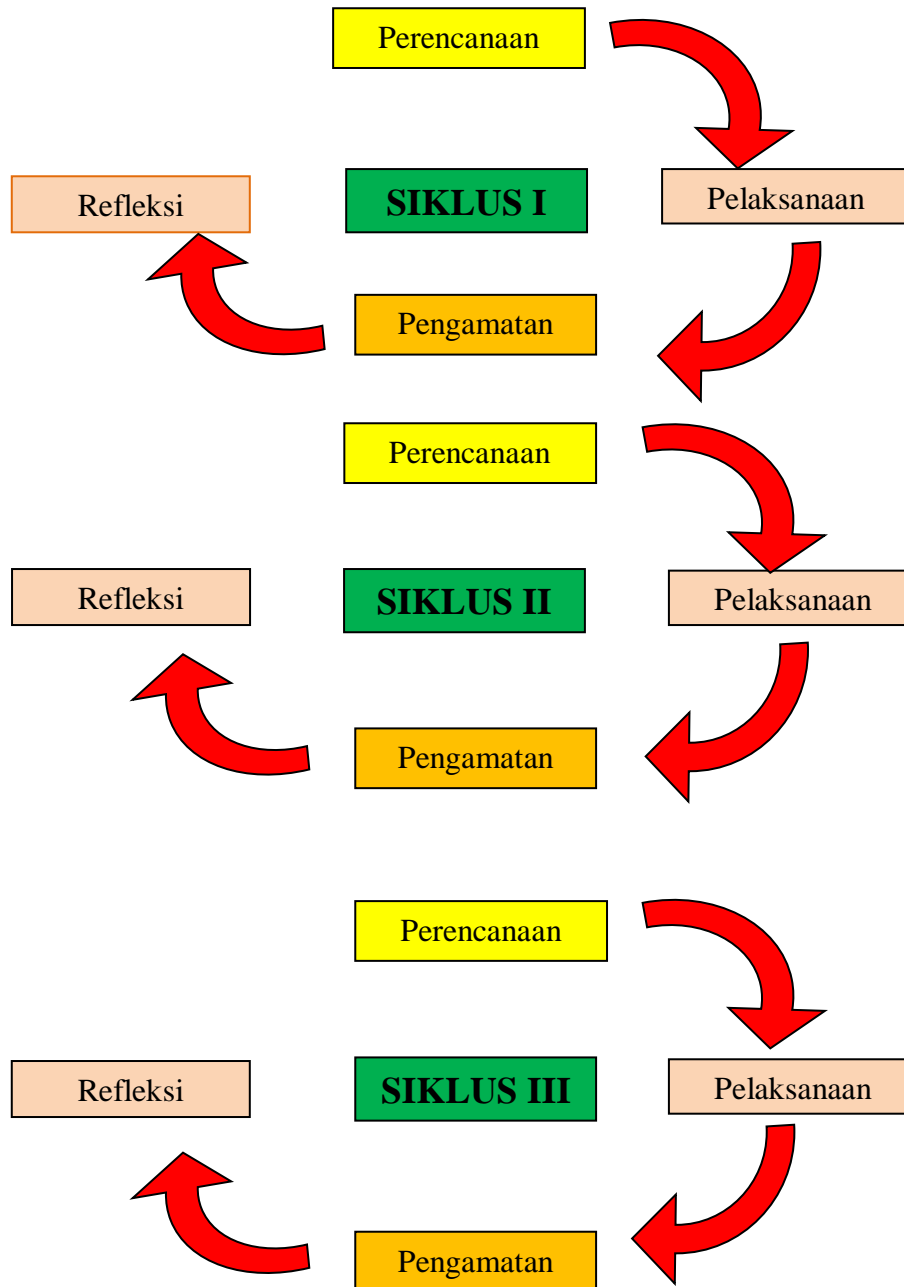 Perencanaan
Refleksi
SIKLUS I
Pelaksanaan
Pengamatan
Perencanaan
Refleksi
SIKLUS II
Pelaksanaan
Pengamatan
Perencanaan
Refleksi
SIKLUS III
Pelaksanaan
Pengamatan